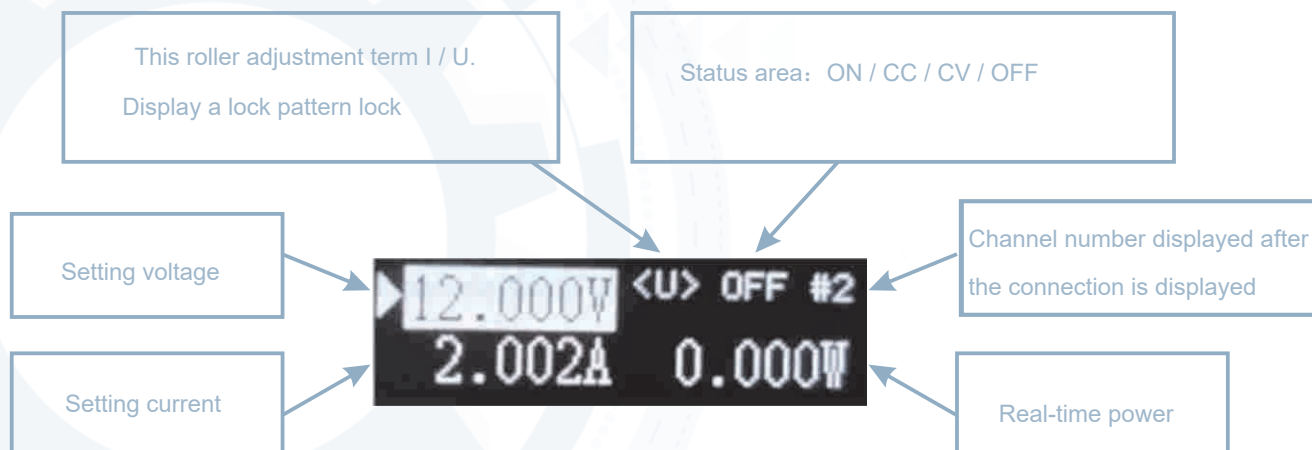 This roller adjustment term I / U.
Display a lock pattern lock
Status area：ON / CC / CV / OFF
Setting voltage
Channel number displayed after
the connection is displayed
12.000V <U> OFF #2
2.002A 0.000W
Setting current
Real-time power